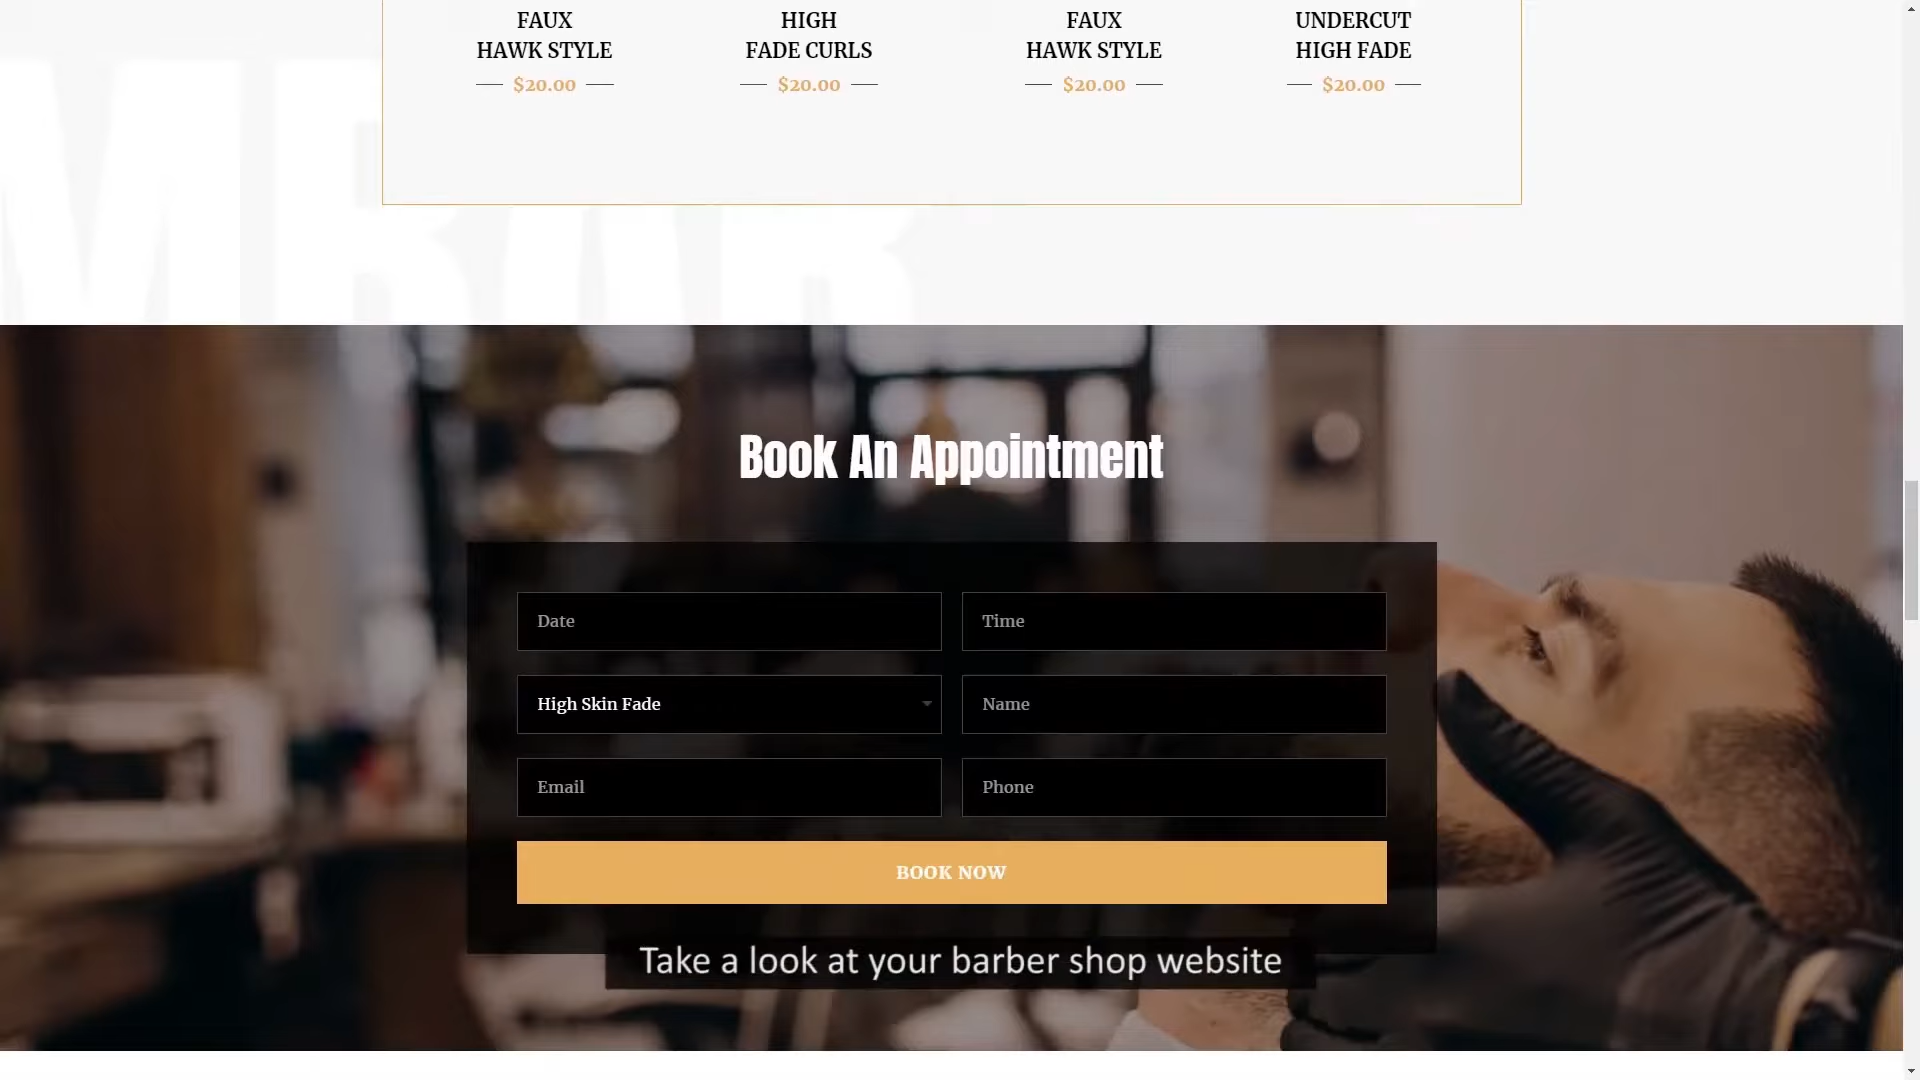 FAUX
HAWK STYLE
$20.00
HIGH
FADE CURLS
$20.00
FAUX
HAWK STYLE
$20.00
UNDERCUT
HIGH FADE
$20.00
Book An Appointment
Date
Time
High Skin Fade
Name
Email
Phone
BOOK NOW
Take a look at your barber shop website